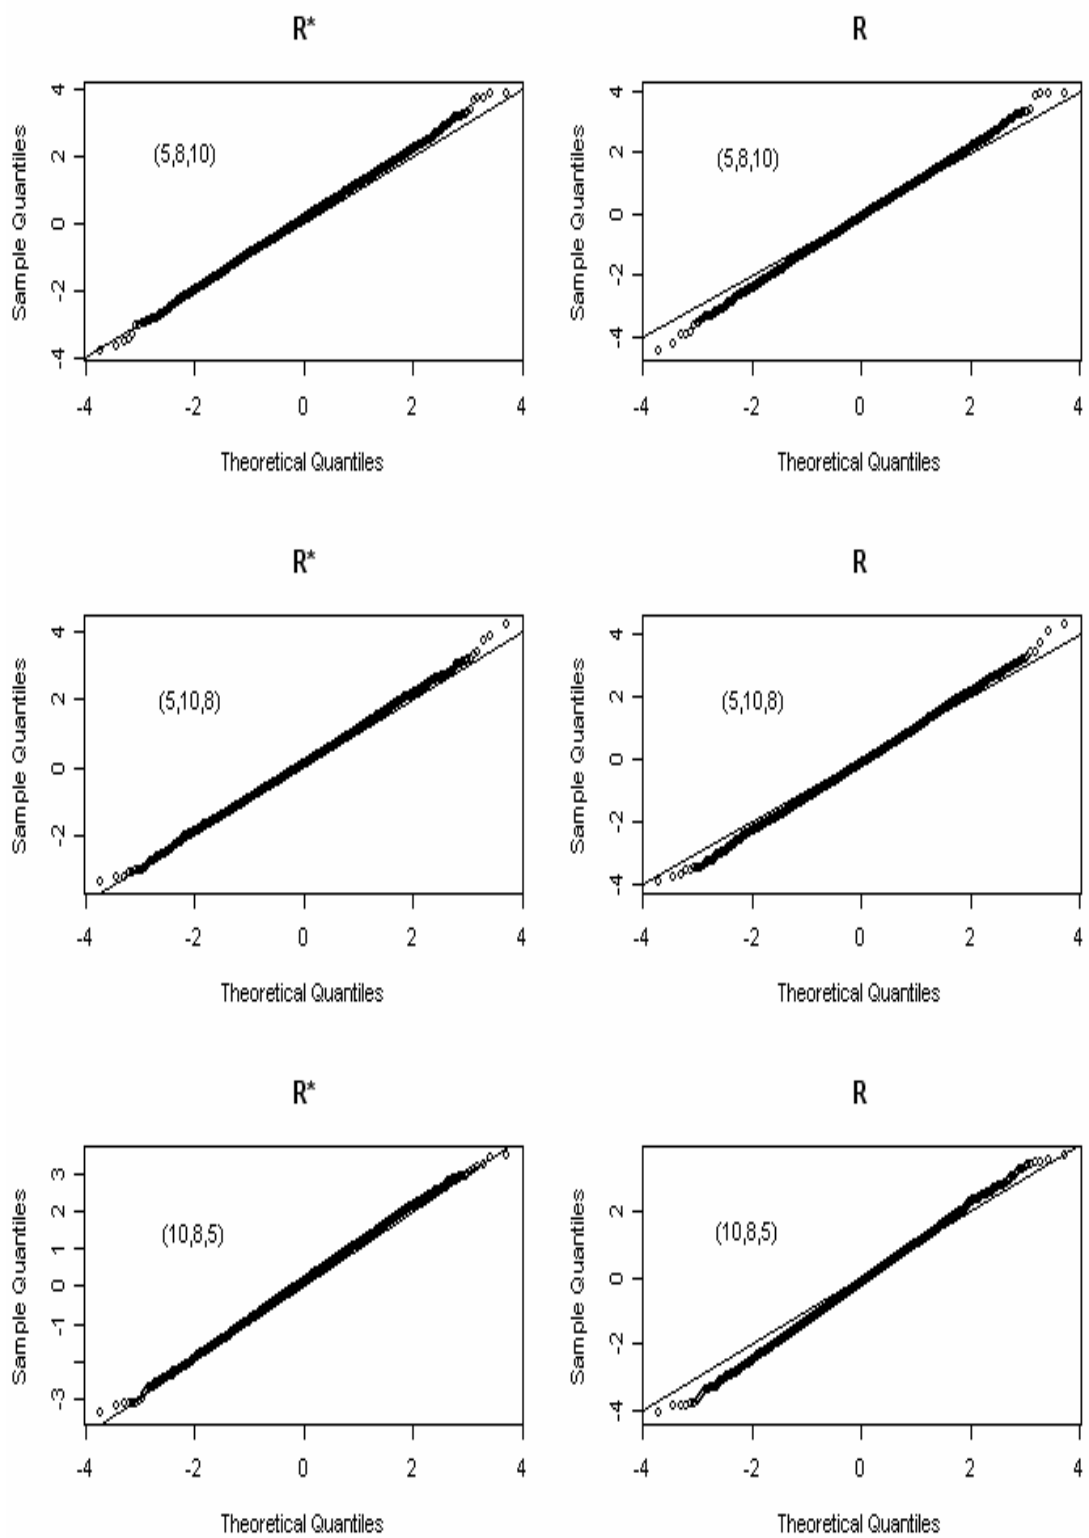 R* R
4 4
2 2
(5,8,10) (5,8,10)
0 0
-2 -2
-4 -4
Sample Quantiles Sample Quantiles
-4 -2 0 2 4 -4 -2 0 2 4
Theoretical Quantiles Theoretical Quantiles
R* R
4 4
2 2
(5,10,8) (5,10,8)
0 0
-2 -2
-4
Sample Quantiles Sample Quantiles
-4 -2 0 2 4 -4 -2 0 2 4
Theoretical Quantiles Theoretical Quantiles
R* R
3
2 2
(10,8,5) (10,8,5)
1
0 0
-1
-2
-3 -4
Sample Quantiles Sample Quantiles
-4 -2 0 2 4 -4 -2 0 2 4
Theoretical Quantiles Theoretical Quantiles